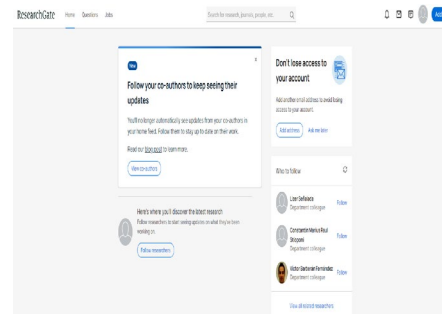 ResearchGate
Home Questions Jobs
Search for research, journals, people, etc.
Add
New
Follow your co-authors to keep seeing their
updates
You'll no longer automatically see updates from your co-authors in
your home feed. Follow them to stay up to date on their work.
Read our blog post to learn more.
View co-authors
Here's where you'll discover the latest research
Follow researchers to start seeing updates on what they've been
working on.
Follow researchers
Don't lose access to
your account
Add another email address to avoid losing
access to your account.
Add address Ask me later
Who to follow
Department colleague
Follow
Constantin Marius Raul
Department colleague
Follow
Victor
Department colleague
Follow
View all related researchers